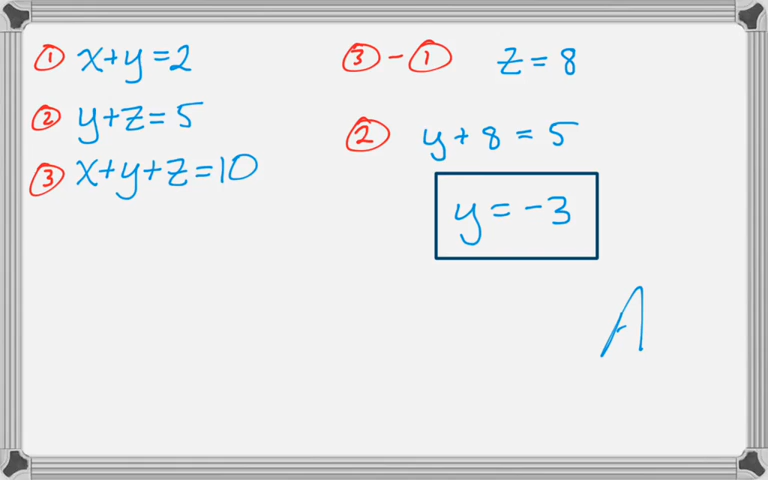 ① x+y=2
② y+z=5
③ x+y+z=10
③-① z=8
② y+8=5
y=-3
A